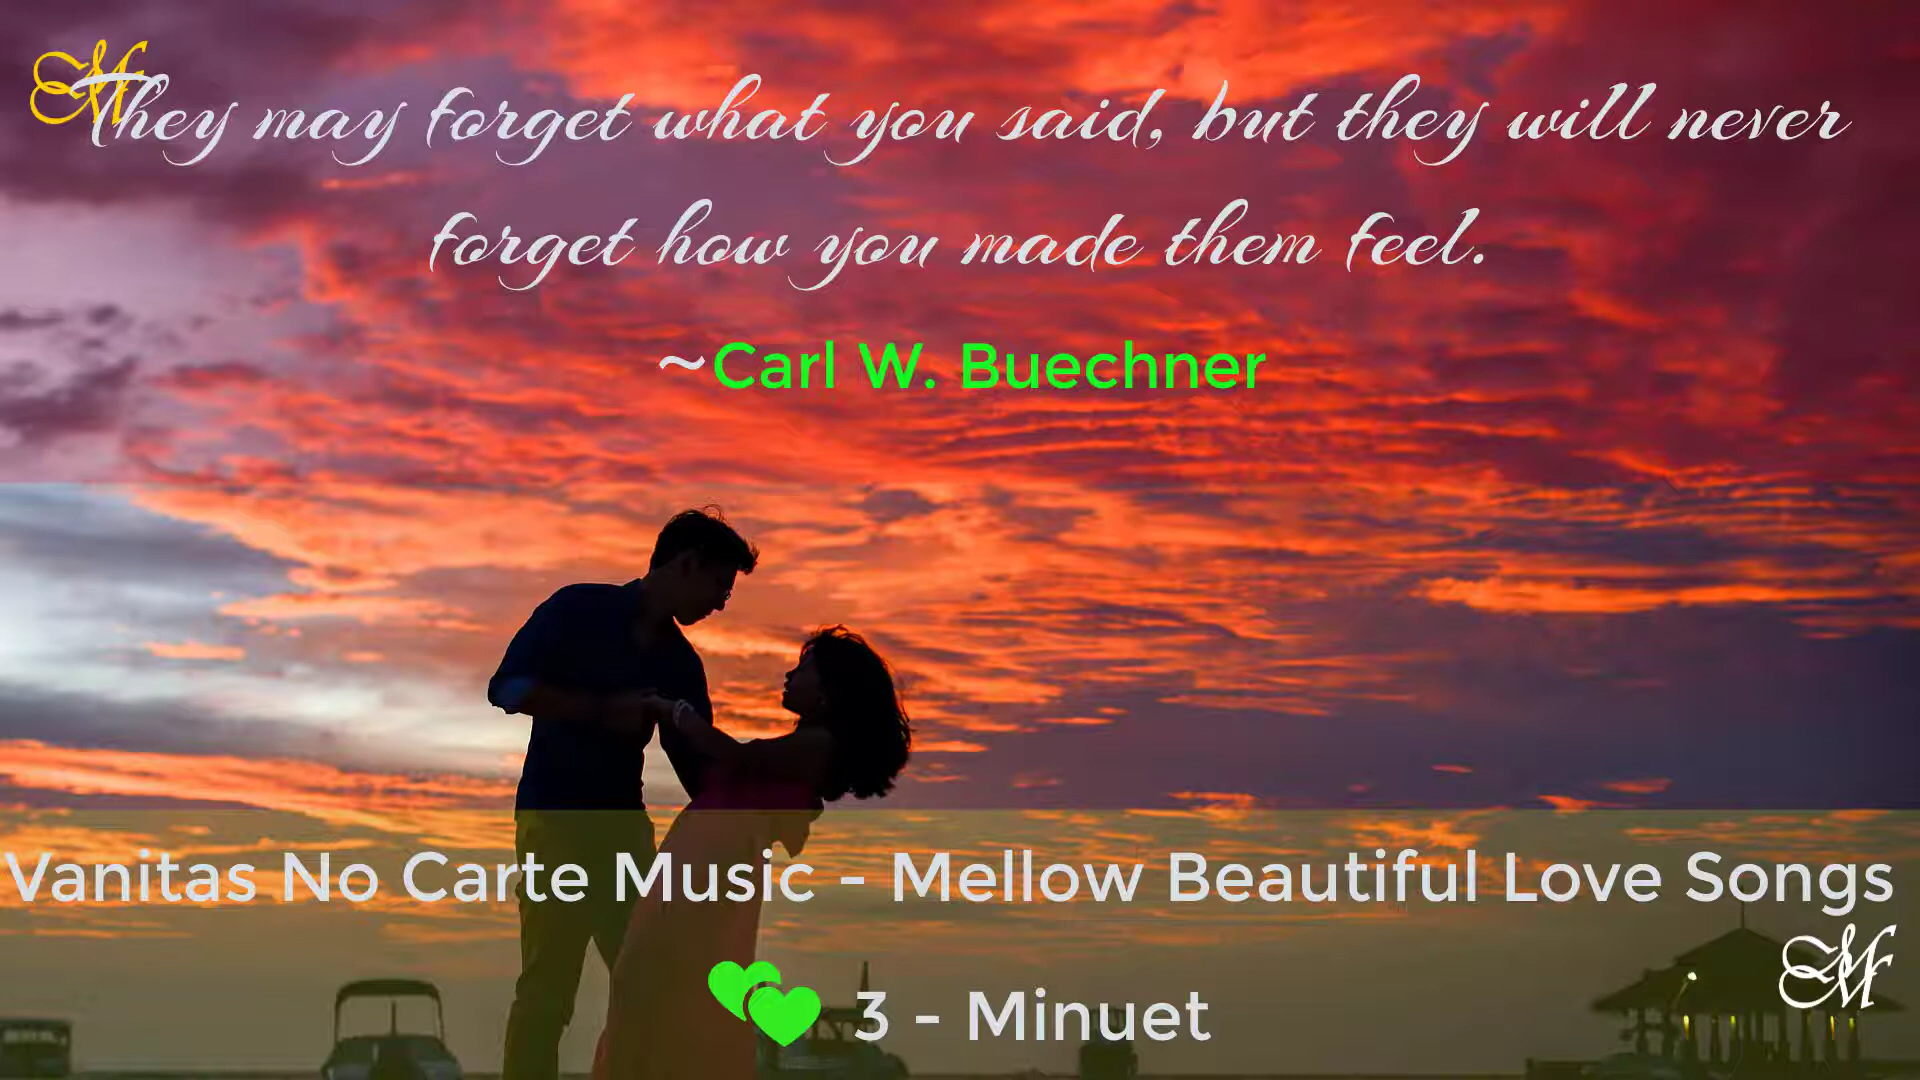 They may forget what you said, but they will never
forget how you made them feel.
~Carl W. Buechner
Vanitas No Carte Music - Mellow Beautiful Love Songs
3 - Minuet